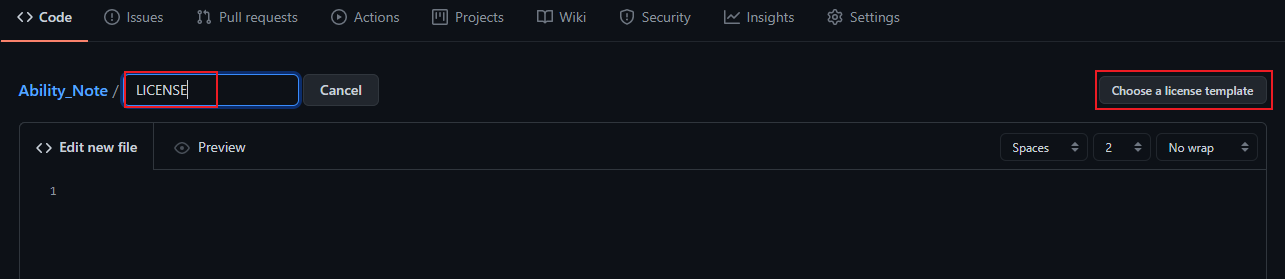 Code Issues Pull requests Actions Projects Wiki Security Insights Settings
Ability_Note / LICENSE Cancel Choose a license template
Edit new file Preview Spaces 2 No wrap
1